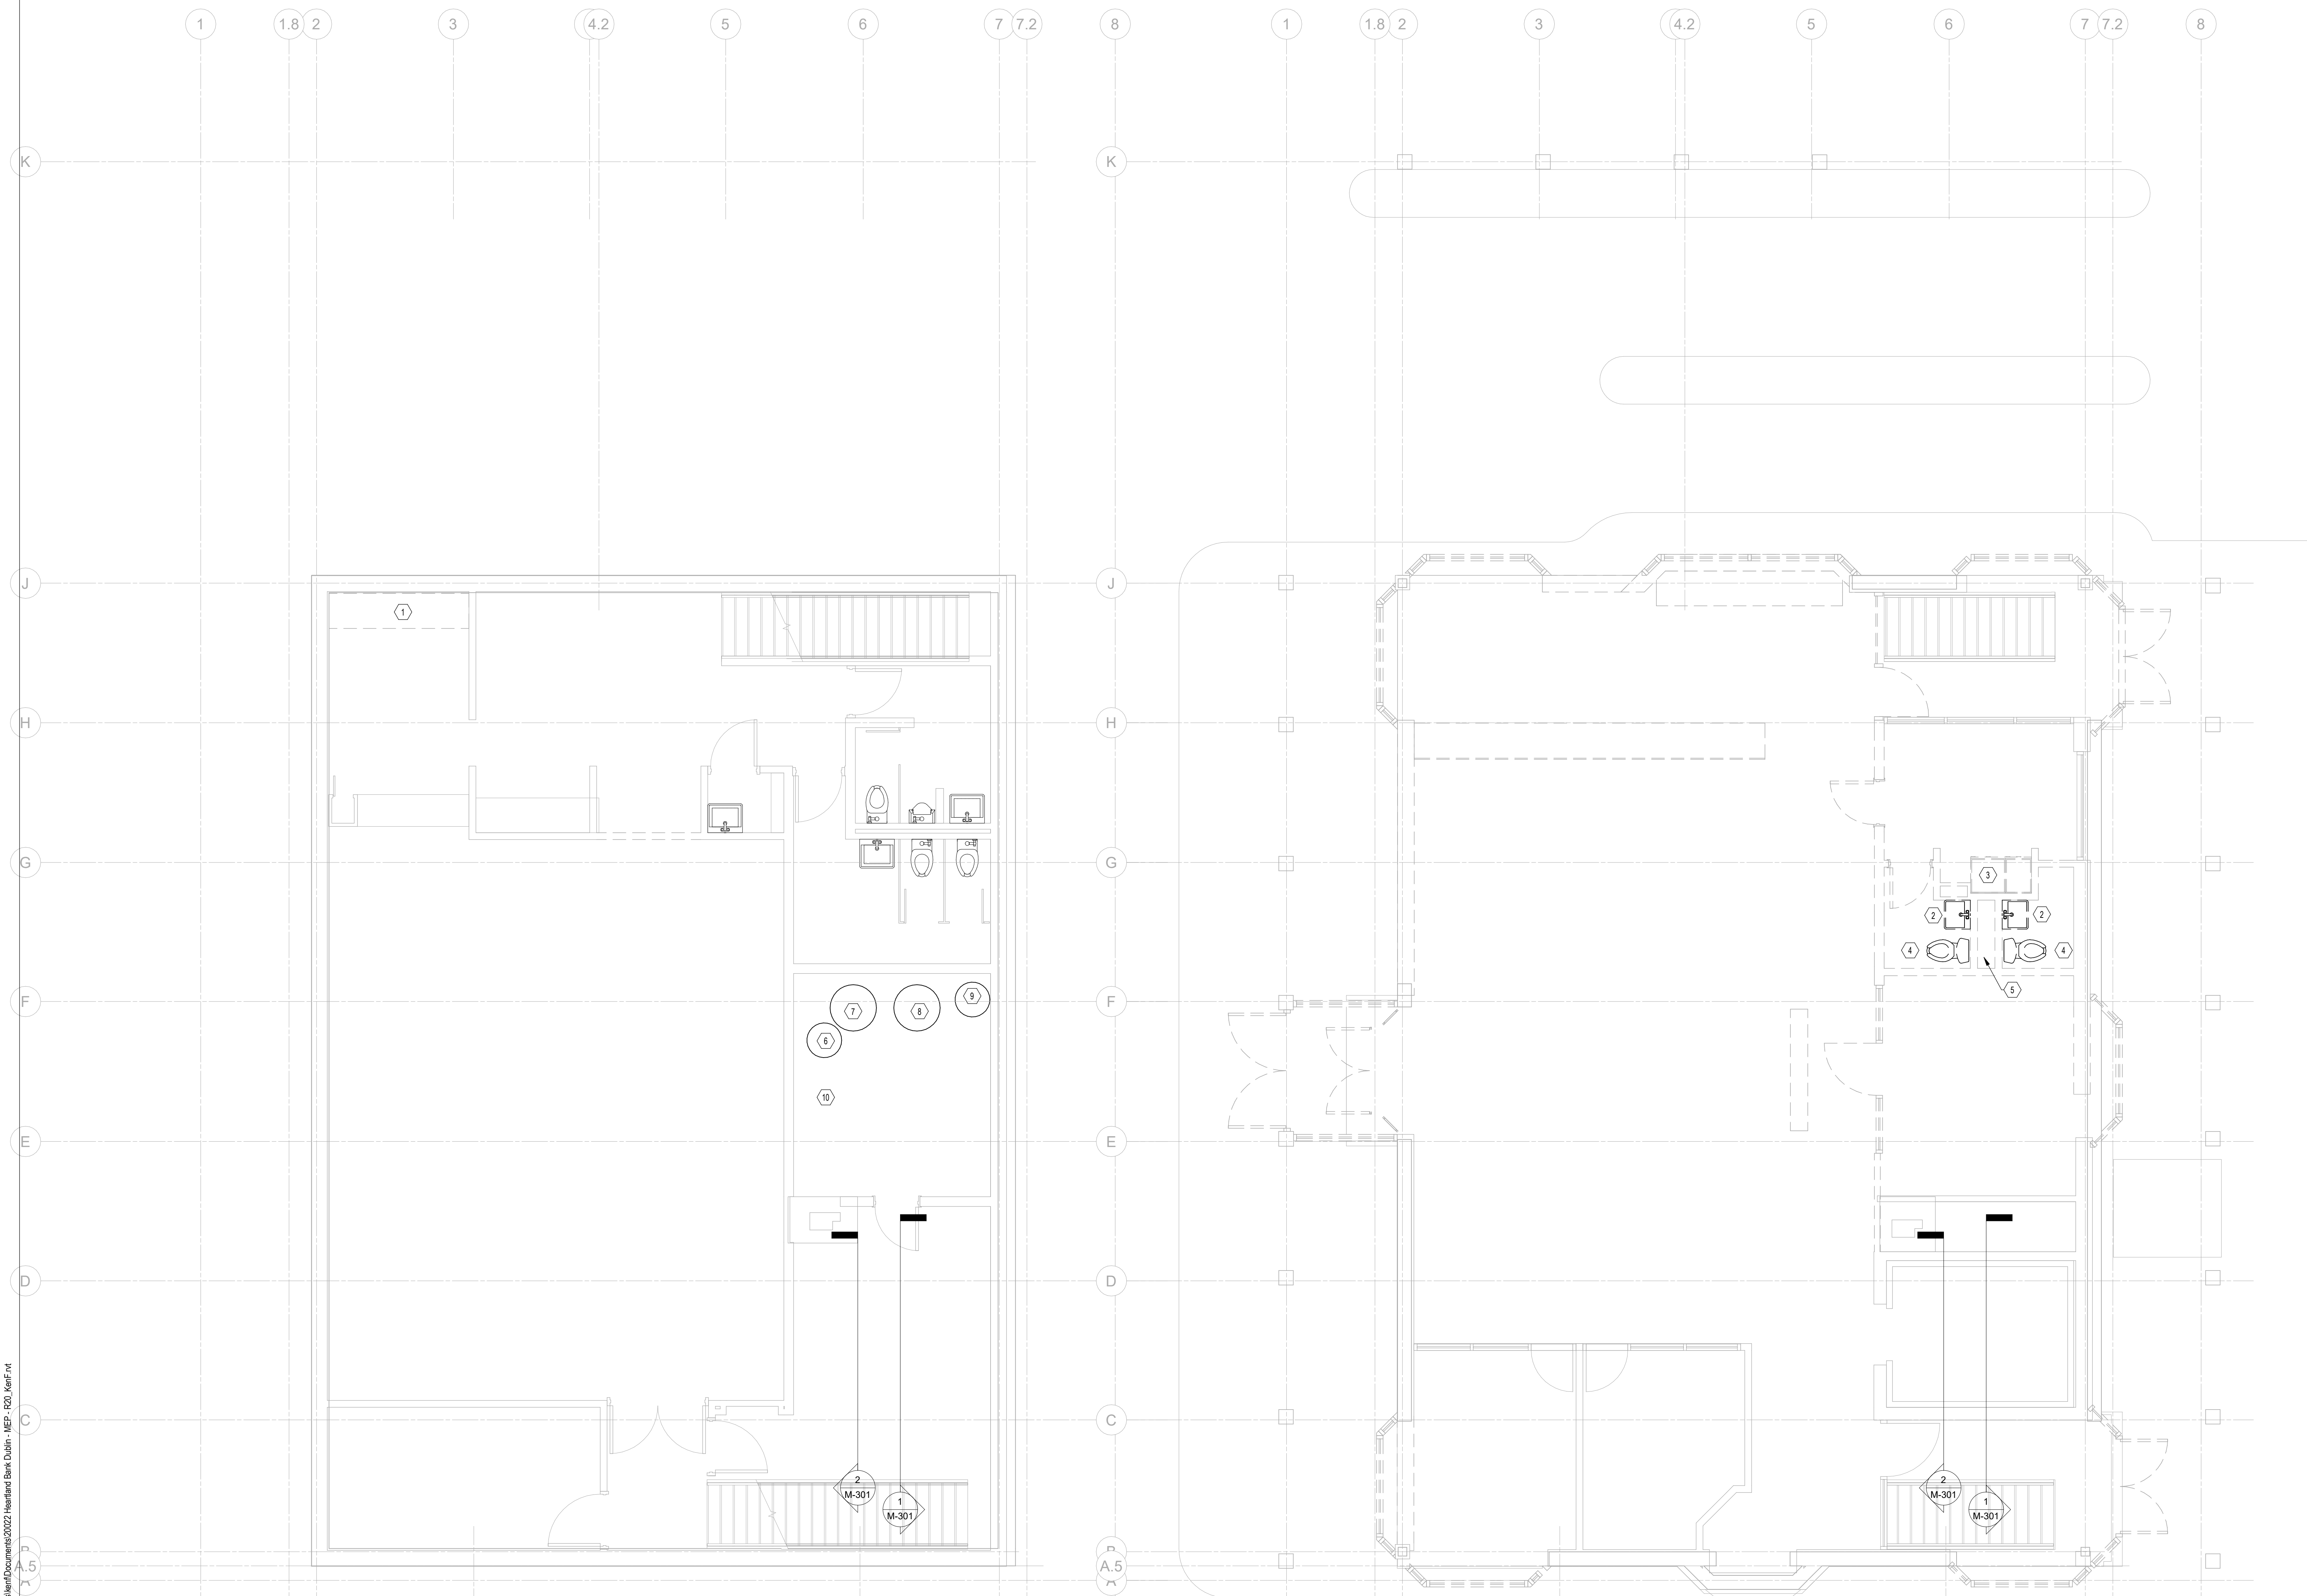 1 1.8 2 3 4.2 5 6 7 7.2 8 1 1.8 2 3 4.2 5 6 7 7.2 8
K K
J J
1
H H
G G
3
2 2
4 4
F 9 F
7 8 5
6
10
E E
D D
C C
2 2
M-301 M-301
1 1
M-301 M-301
A.5 A.5
\kenf\Documents\20022 Heartland Bank Dublin - MEP - R20_KenF.rvt